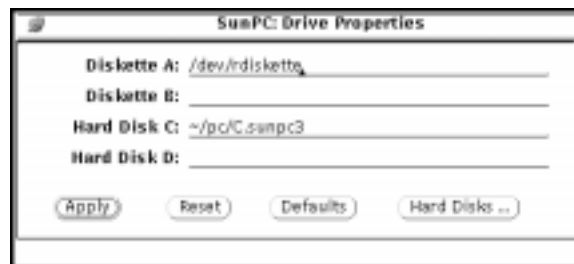 SunPC: Drive Properties
Diskette A: /dev/rdiskette
Diskette B:
Hard Disk C: ~/pc/C.sunpc3
Hard Disk D:
Apply Reset Defaults Hard Disks ...